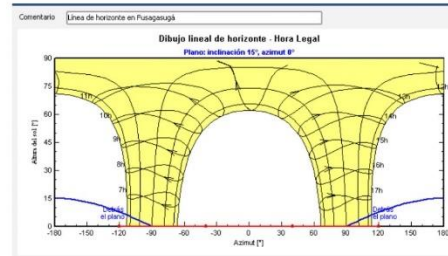 Comentario Línea de horizonte en Fusagasugá
Dibujo lineal de horizonte - Hora Legal
Plano: inclinación 15°, azimut 0°
Altura del sol [°]
90
75
60
45
30
15
0
11h
10h
9h
8h
7h
12h
13h
14h
15h
16h
17h
Detrás
el plano
Detrás
el plano
-180 -150 -120 -90 -60 -30 0 30 60 90 120 150 180
Azimut [°]